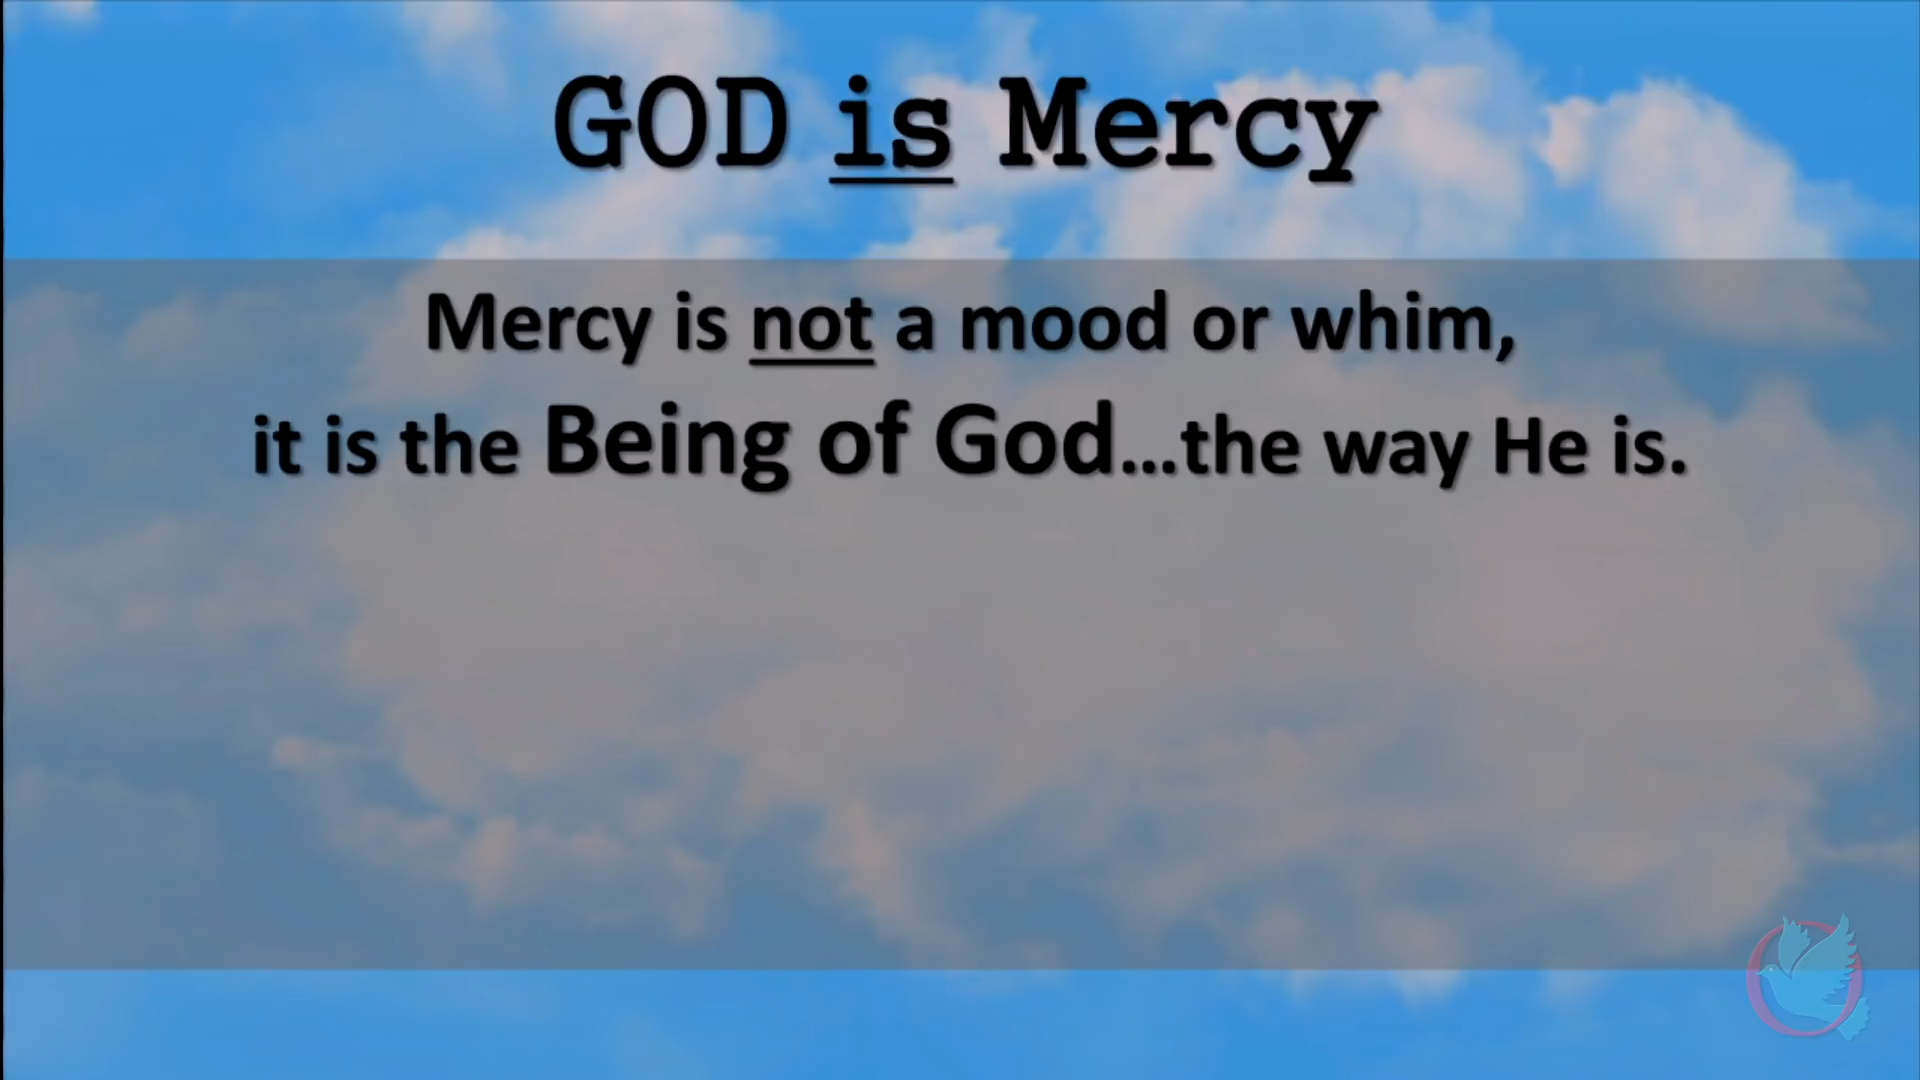 GOD is Mercy
Mercy is not a mood or whim,
it is the Being of God...the way He is.